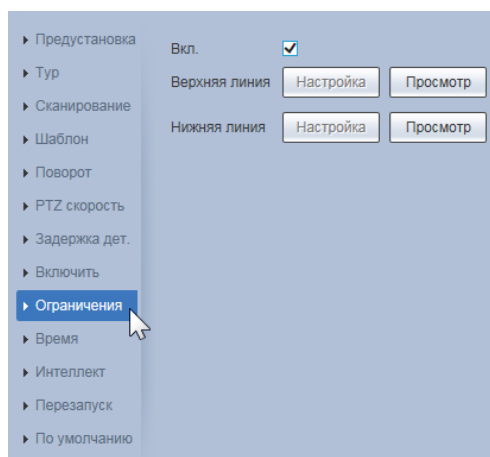 Предустановка
Тур
Сканирование
Шаблон
Поворот
PTZ скорость
Задержка дет.
Включить
Ограничения
Время
Интеллект
Перезапуск
По умолчанию
Вкл.
Верхняя линия Настройка Просмотр
Нижняя линия Настройка Просмотр